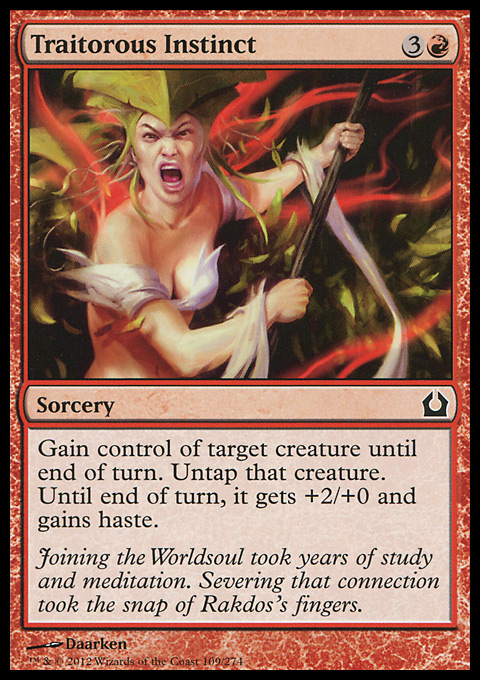 Traitorous Instinct 3
Sorcery
Gain control of target creature until
end of turn. Untap that creature.
Until end of turn, it gets +2/+0 and
gains haste.
Joining the Worldsoul took years of study
and meditation. Severing that connection
took the snap of Rakdos's fingers.
Daarken
™ & © 2012 Wizards of the Coast 109/274